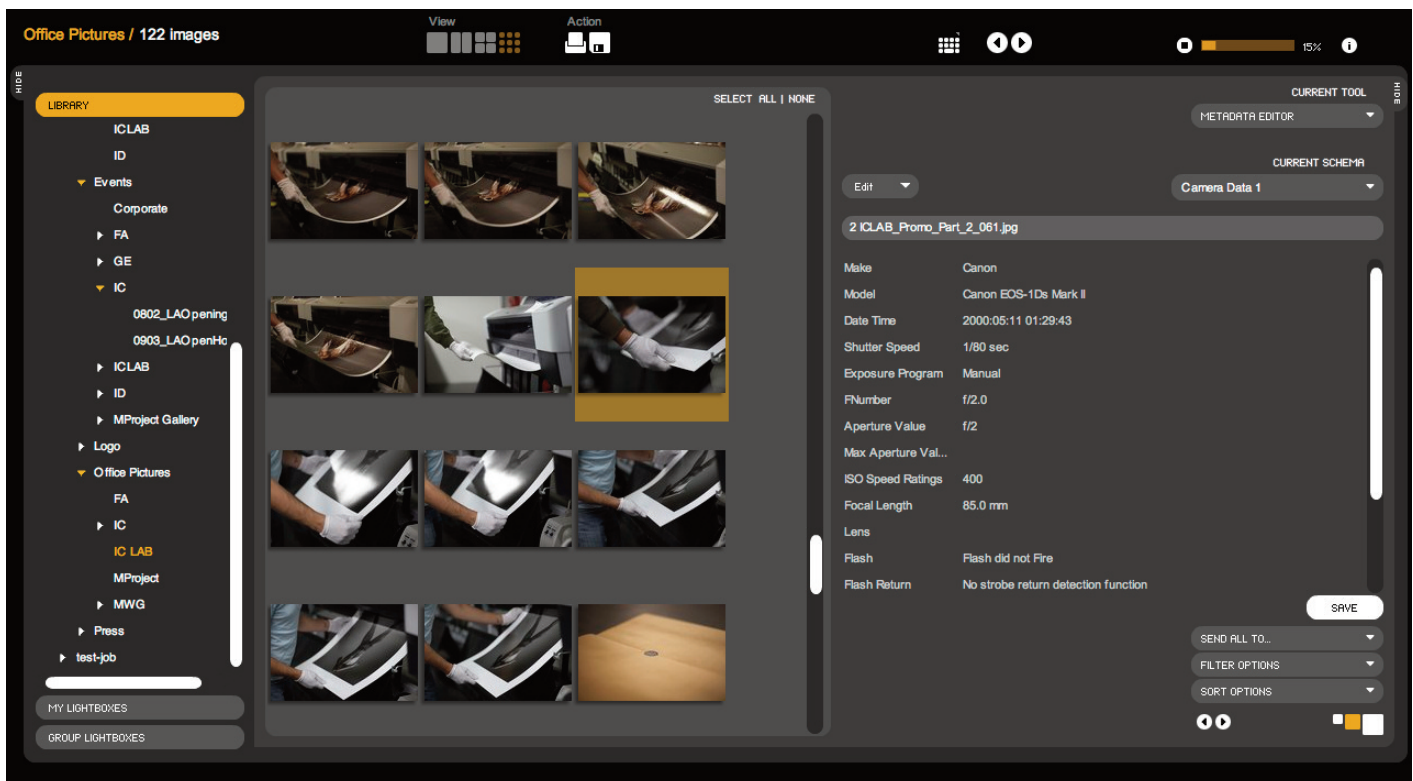 Office Pictures / 122 images
View
Action
15%
HIDE
LIBRARY
ICLAB
ID
Events
Corporate
FA
GE
IC
0802_LAOpening
0903_LAOpenHo
ICLAB
ID
MProject Gallery
Logo
Office Pictures
FA
IC
IC LAB
MProject
MWG
Press
test-job
MY LIGHTBOXES
GROUP LIGHTBOXES
SELECT ALL | NONE
HIDE
CURRENT TOOL
METADATA EDITOR
CURRENT SCHEMA
Edit
Camera Data 1
2 ICLAB_Promo_Part_2_061.jpg
Make Canon
Model Canon EOS-1Ds Mark II
Date Time 2000:05:11 01:29:43
Shutter Speed 1/80 sec
Exposure Program Manual
FNumber f/2.0
Aperture Value f/2
Max Aperture Val...
ISO Speed Ratings 400
Focal Length 85.0 mm
Lens
Flash Flash did not Fire
Flash Return No strobe return detection function
SAVE
SEND ALL TO...
FILTER OPTIONS
SORT OPTIONS